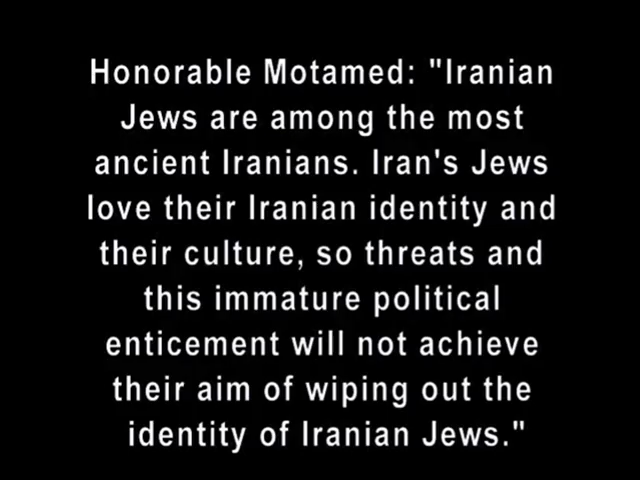 Honorable Motamed: "Iranian
Jews are among the most
ancient Iranians. Iran's Jews
love their Iranian identity and
their culture, so threats and
this immature political
enticement will not achieve
their aim of wiping out the
identity of Iranian Jews."